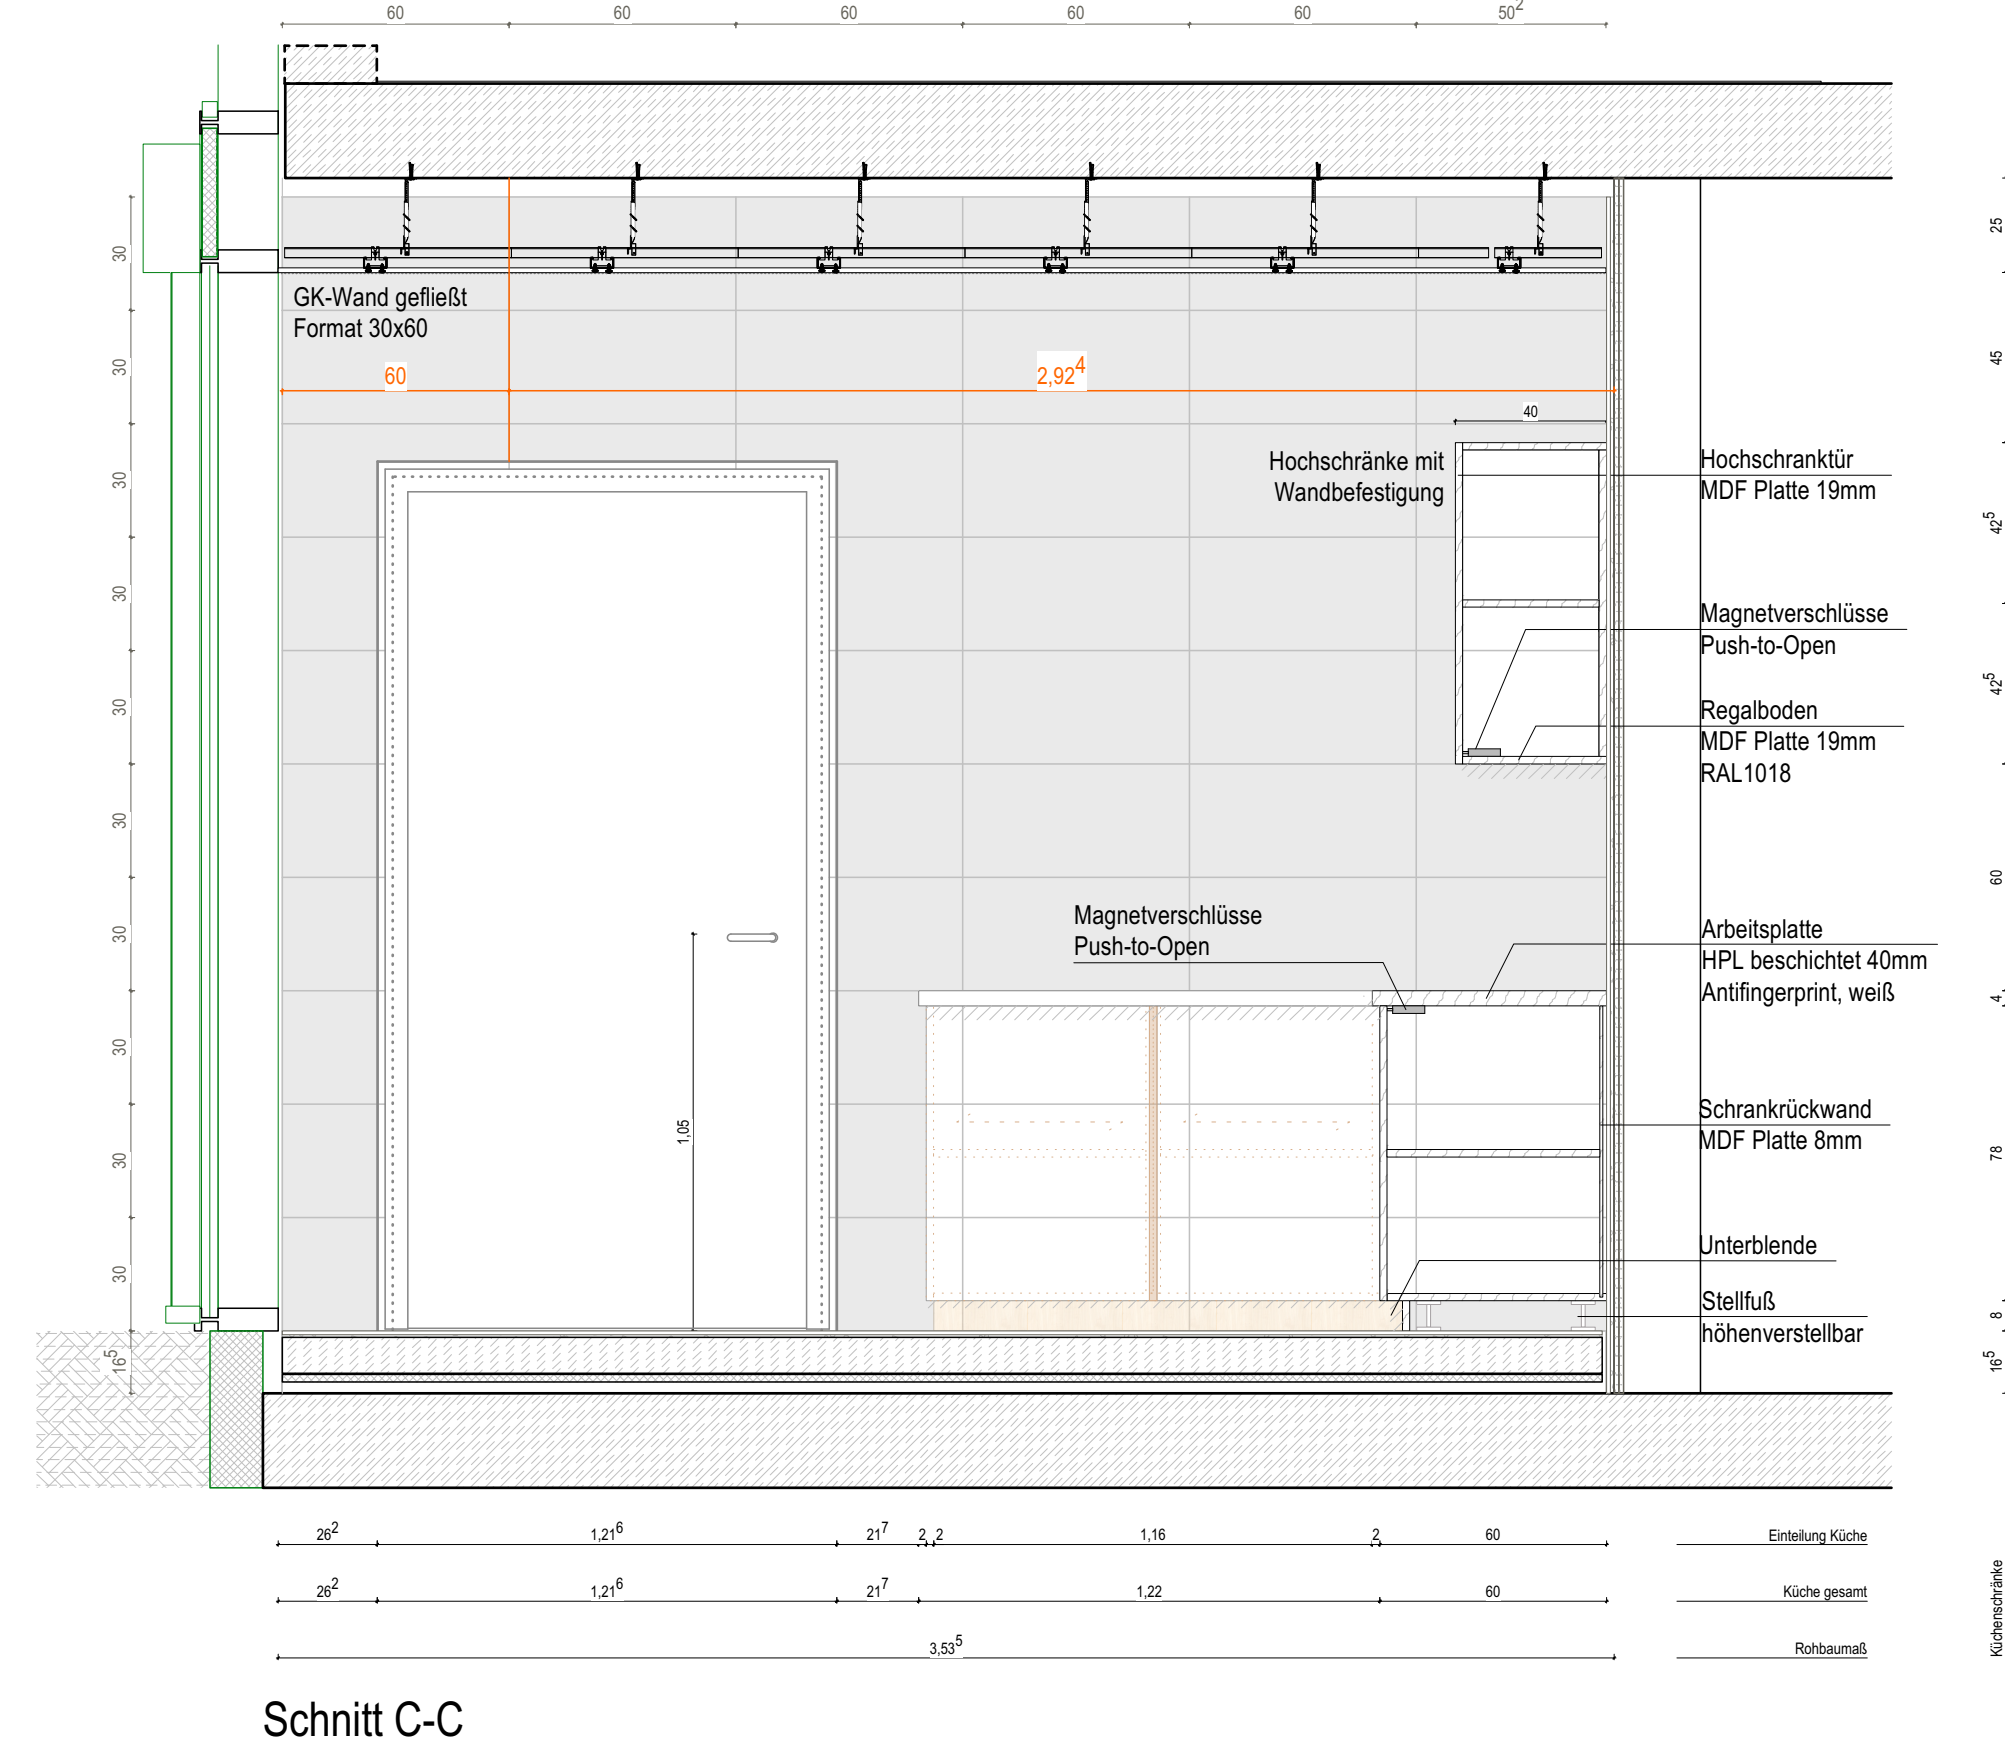 60 60 60 60 60 50²
30
30
30
30
30
30
30
30
30
30
16⁵
GK-Wand gefließt
Format 30x60
60 2,92⁴
40
Hochschränke mit
Wandbefestigung
Hochschranktür
MDF Platte 19mm
Magnetverschlüsse
Push-to-Open
Regalboden
MDF Platte 19mm
RAL1018
Magnetverschlüsse
Push-to-Open
Arbeitsplatte
HPL beschichtet 40mm
Antifingerprint, weiß
1,05
Schrankrückwand
MDF Platte 8mm
Unterblende
Stellfuß
höhenverstellbar
25
45
42⁵
42⁵
60
4
78
8
16⁵
26² 1,21⁶ 21⁷ 2 2 1,16 2 60 Einteilung Küche
26² 1,21⁶ 21⁷ 1,22 60 Küche gesamt
3,53⁵ Rohbaumaß
Küchenschränke
Schnitt C-C